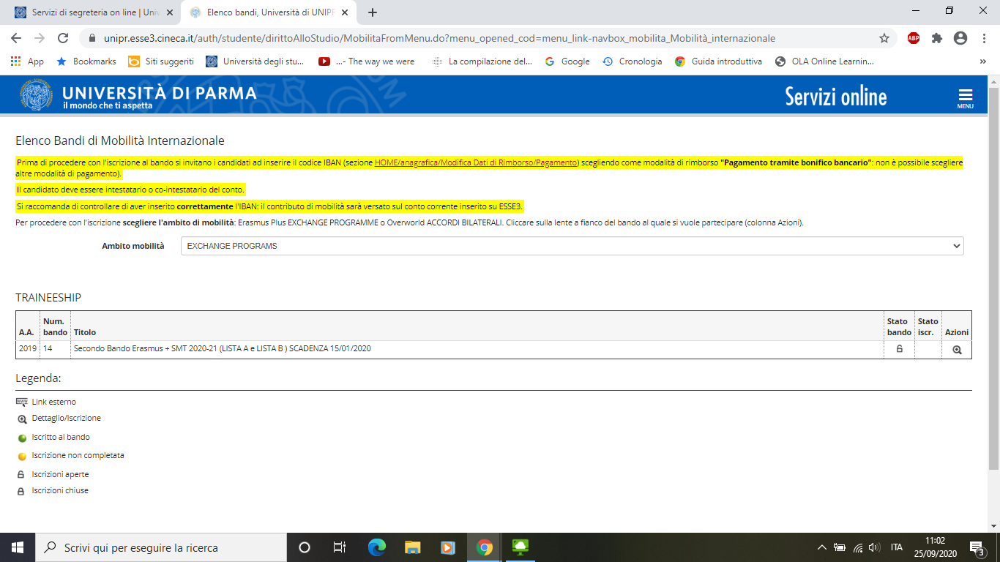 Servizi di segreteria on line | Univ
Elenco bandi, Università di UNIPR
unipr.esse3.cineca.it/auth/studente/dirittoAlloStudio/MobilitaFromMenu.do?menu_opened_cod=menu_link-navbox_mobilita_Mobilità_internazionale
ABP
App
Bookmarks
Siti suggeriti
Università degli stu...
...- The way we were
La compilazione del...
Google
Cronologia
Guida introduttiva
OLA Online Learnin...
»
UNIVERSITÀ DI PARMA
il mondo che ti aspetta
Servizi online
MENU
Elenco Bandi di Mobilità Internazionale
Prima di procedere con l'iscrizione al bando si invitano i candidati ad inserire il codice IBAN (sezione HOME/anagrafica/Modifica Dati di Rimborso/Pagamento) scegliendo come modalità di rimborso "Pagamento tramite bonifico bancario": non è possibile scegliere
altre modalità di pagamento).
Il candidato deve essere intestatario o co-intestatario del conto.
Si raccomanda di controllare di aver inserito correttamente l'IBAN: il contributo di mobilità sarà versato sul conto corrente inserito su ESSE3.
Per procedere con l'iscrizione scegliere l'ambito di mobilità: Erasmus Plus EXCHANGE PROGRAMME o Overworld ACCORDI BILATERALI. Cliccare sulla lente a fianco del bando al quale si vuole partecipare (colonna Azioni).
Ambito mobilità
EXCHANGE PROGRAMS
TRAINEESHIP
A.A. Num. bando Titolo Stato bando Stato iscr. Azioni
2019 14 Secondo Bando Erasmus + SMT 2020-21 (LISTA A e LISTA B ) SCADENZA 15/01/2020
Legenda:
www Link esterno
Dettaglio/Iscrizione
Iscritto al bando
Iscrizione non completata
Iscrizioni aperte
Iscrizioni chiuse
Scrivi qui per eseguire la ricerca
ITA
11:02
25/09/2020
3